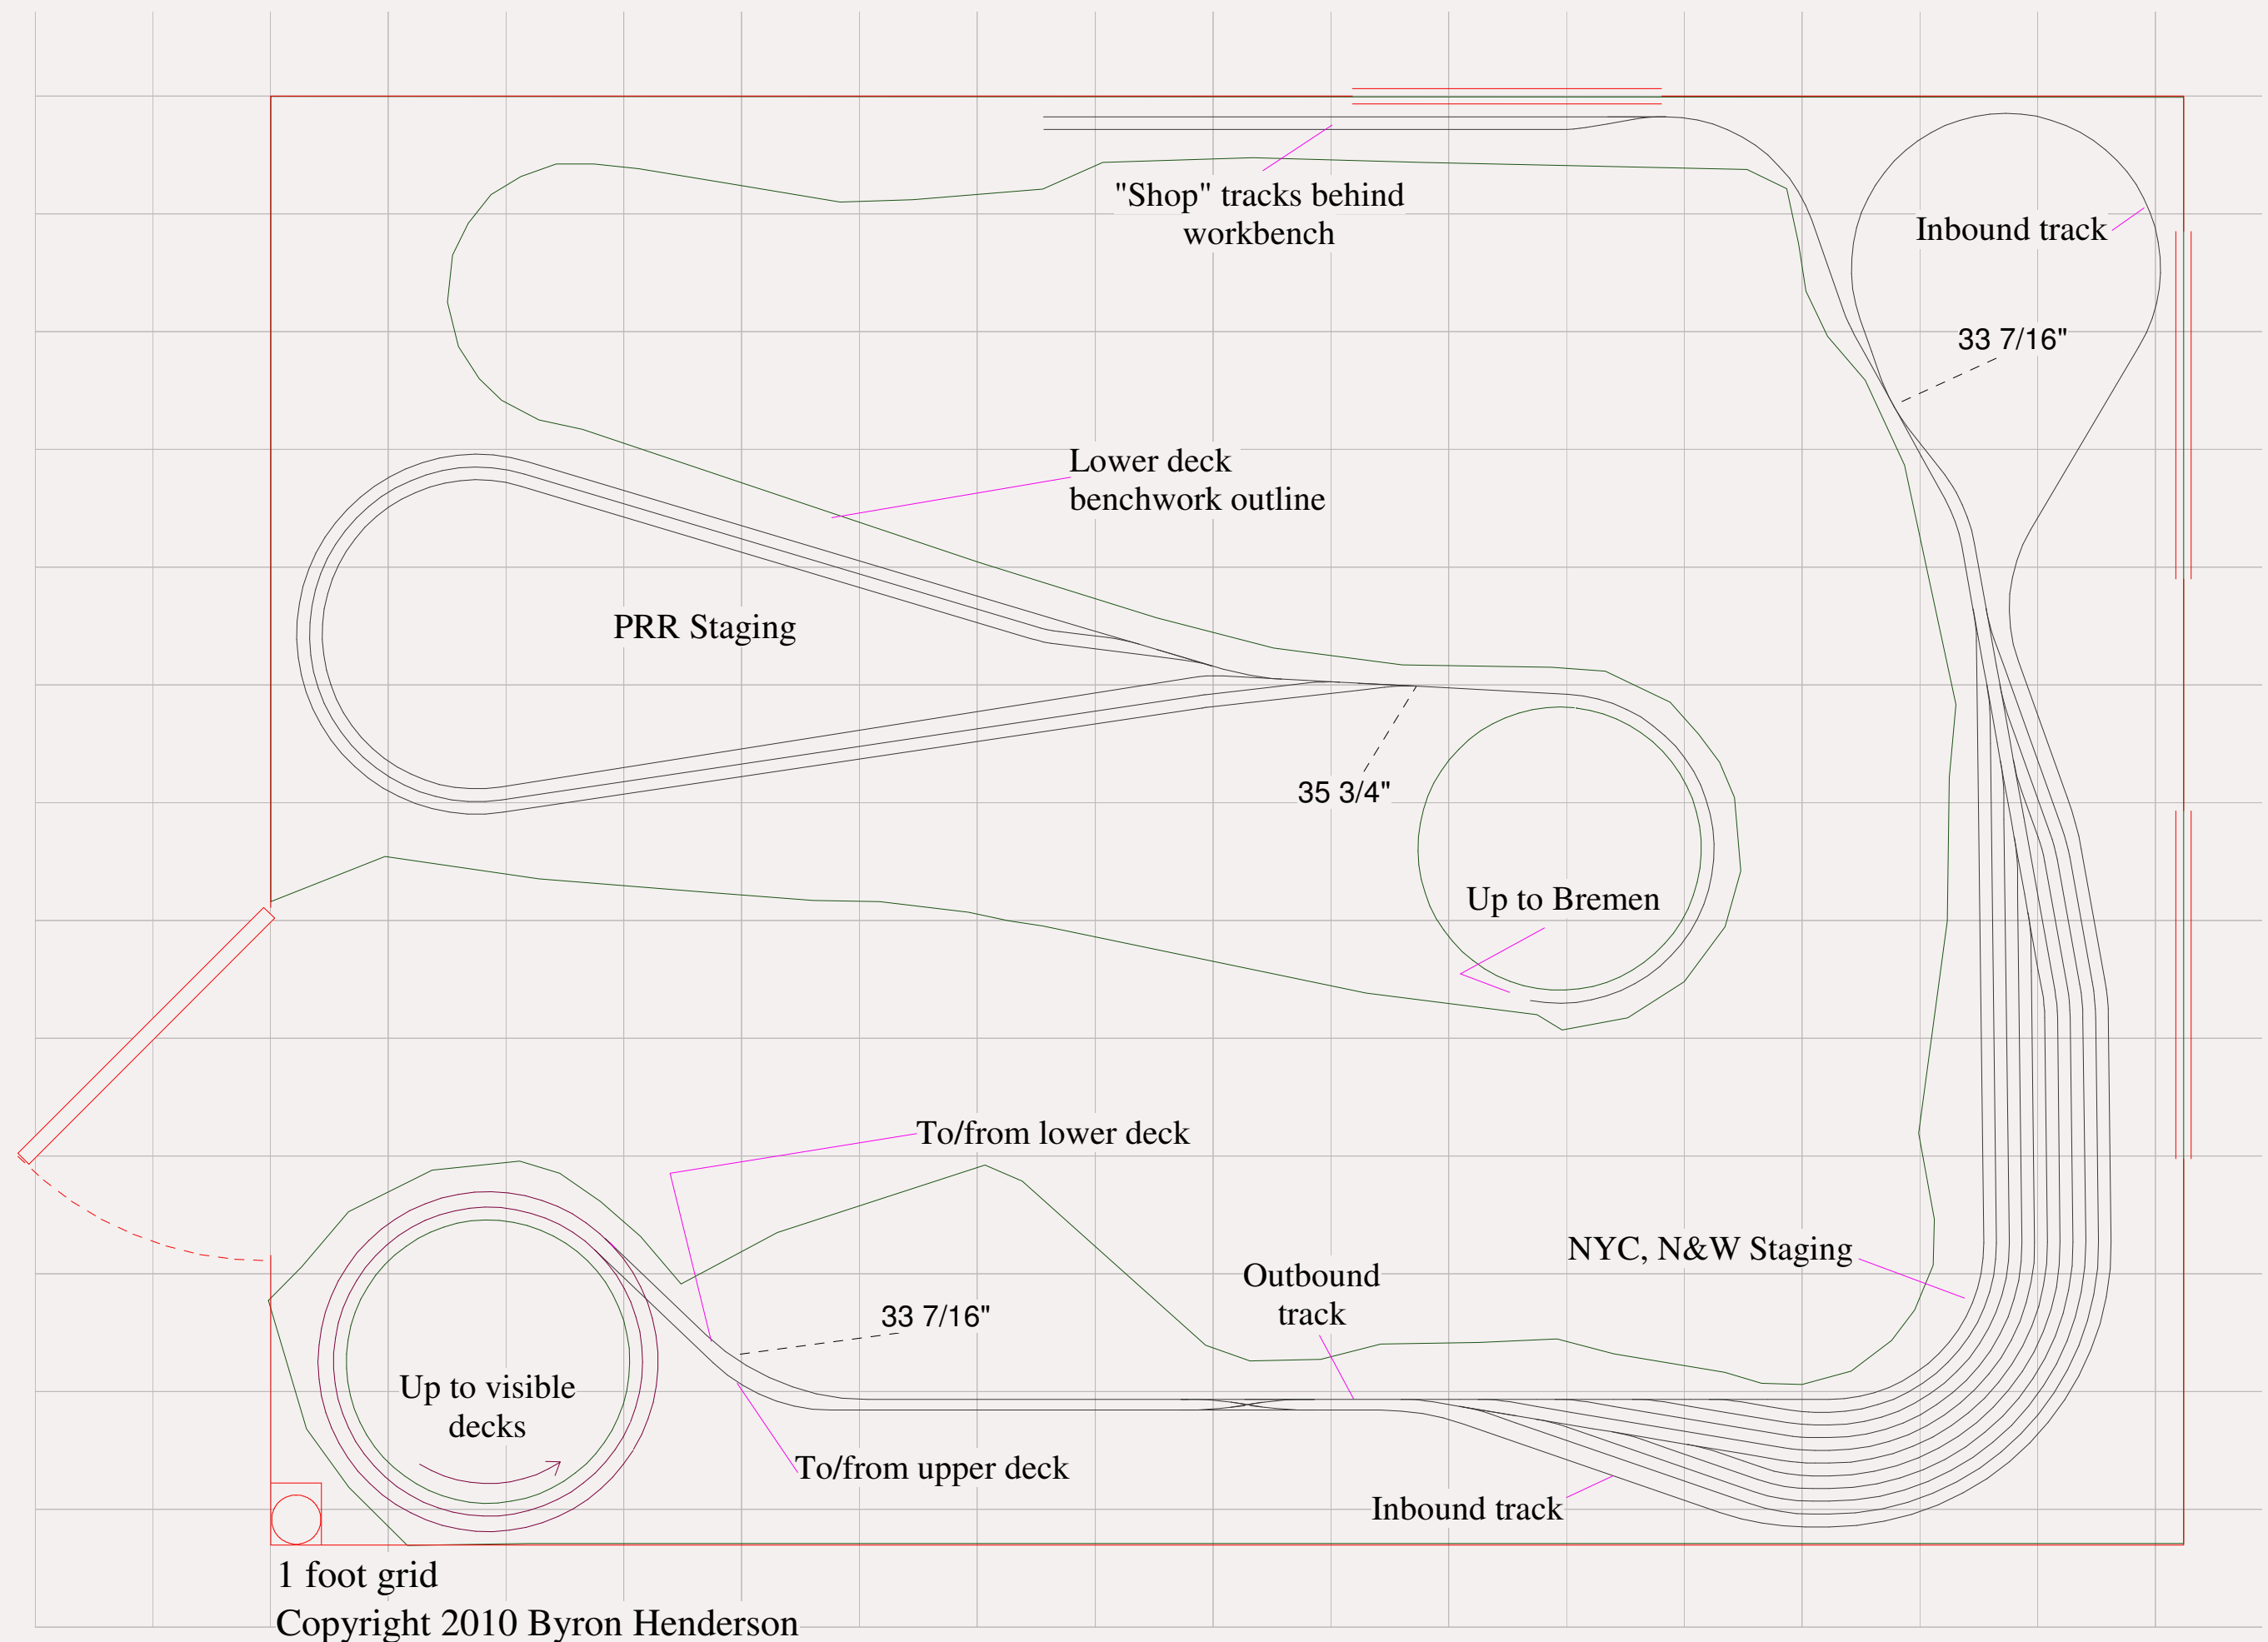 "Shop" tracks behind
workbench
Inbound track
33 7/16"
Lower deck
benchwork outline
PRR Staging
35 3/4"
Up to Bremen
To/from lower deck
NYC, N&W Staging
Outbound
track
33 7/16"
Up to visible
decks
To/from upper deck
Inbound track
1 foot grid
Copyright 2010 Byron Henderson